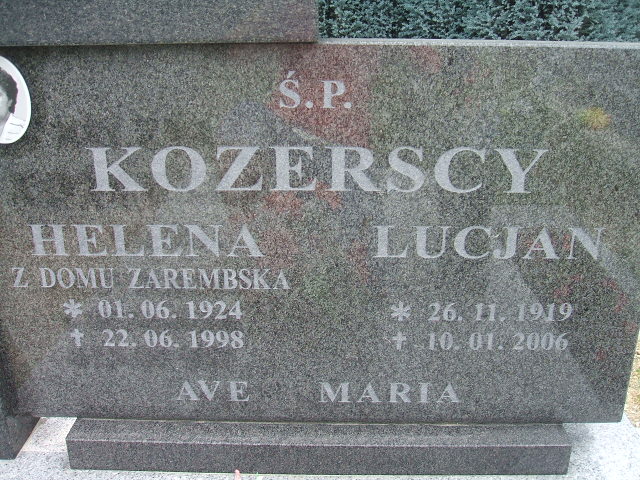 Ś.P.
KOZERSCY
HELENA LUCJAN
Z DOMU ZAREMBSKA
* 01. 06. 1924 * 26. 11. 1919
✝ 22. 06. 1998 ✝ 10. 01. 2006
AVE MARIA